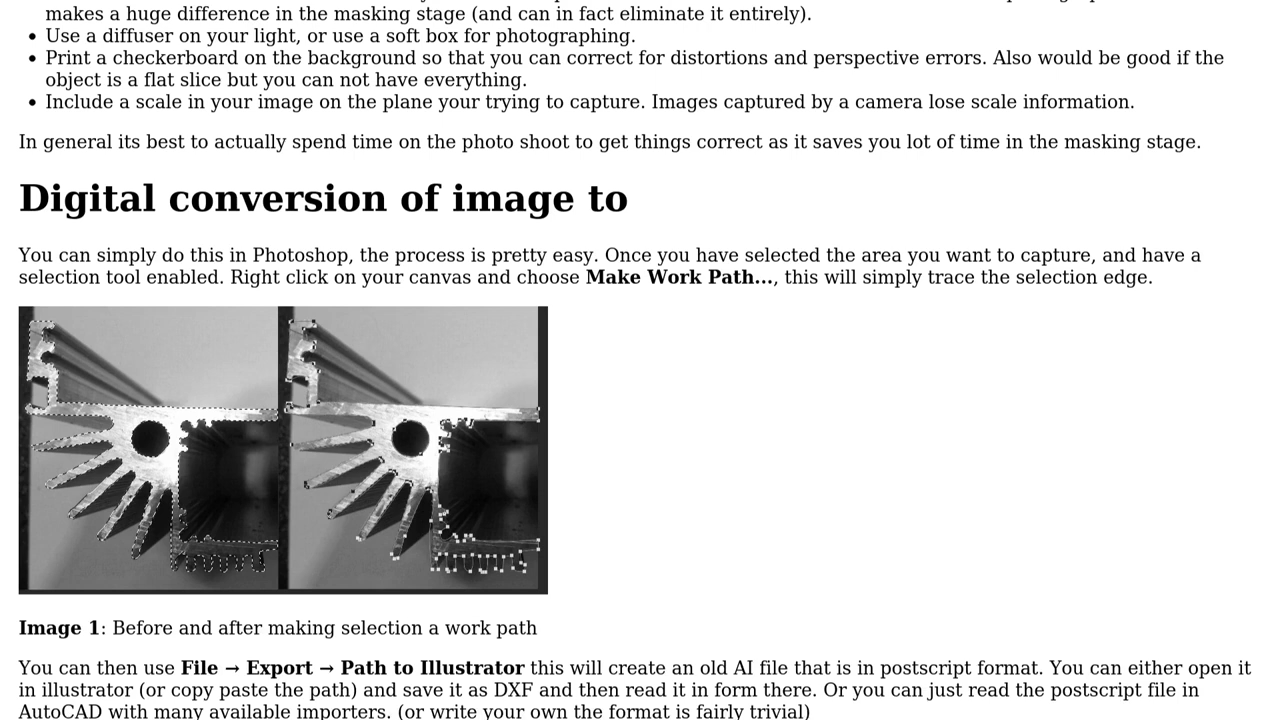 makes a huge difference in the masking stage (and can in fact eliminate it entirely).
• Use a diffuser on your light, or use a soft box for photographing.
• Print a checkerboard on the background so that you can correct for distortions and perspective errors. Also would be good if the
object is a flat slice but you can not have everything.
• Include a scale in your image on the plane your trying to capture. Images captured by a camera lose scale information.
In general its best to actually spend time on the photo shoot to get things correct as it saves you lot of time in the masking stage.
Digital conversion of image to
You can simply do this in Photoshop, the process is pretty easy. Once you have selected the area you want to capture, and have a
selection tool enabled. Right click on your canvas and choose Make Work Path..., this will simply trace the selection edge.
Image 1: Before and after making selection a work path
You can then use File → Export → Path to Illustrator this will create an old AI file that is in postscript format. You can either open it
in illustrator (or copy paste the path) and save it as DXF and then read it in form there. Or you can just read the postscript file in
AutoCAD with many available importers. (or write your own the format is fairly trivial)